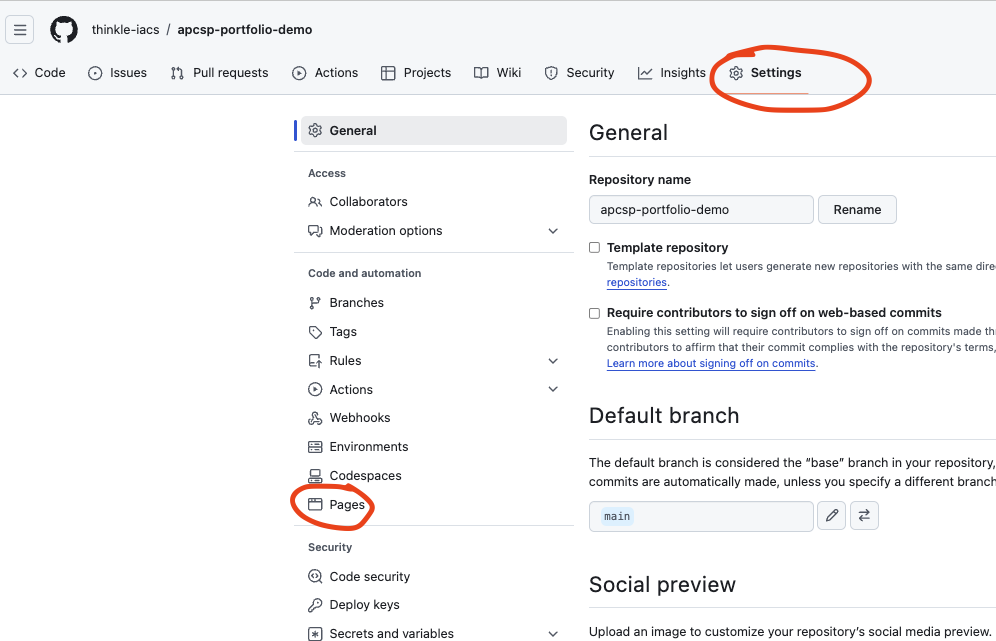 thinkle-iacs / apcsp-portfolio-demo
Code Issues Pull requests Actions Projects Wiki Security Insights Settings
General
Access
Collaborators
Moderation options
Code and automation
Branches
Tags
Rules
Actions
Webhooks
Environments
Codespaces
Pages
Security
Code security
Deploy keys
Secrets and variables
General
Repository name
apcsp-portfolio-demo Rename
Template repository
Template repositories let users generate new repositories with the same dire
repositories.
Require contributors to sign off on web-based commits
Enabling this setting will require contributors to sign off on commits made th
contributors to affirm that their commit complies with the repository's terms,
Learn more about signing off on commits.
Default branch
The default branch is considered the “base” branch in your repository,
commits are automatically made, unless you specify a different branch
main
Social preview
Upload an image to customize your repository’s social media preview.